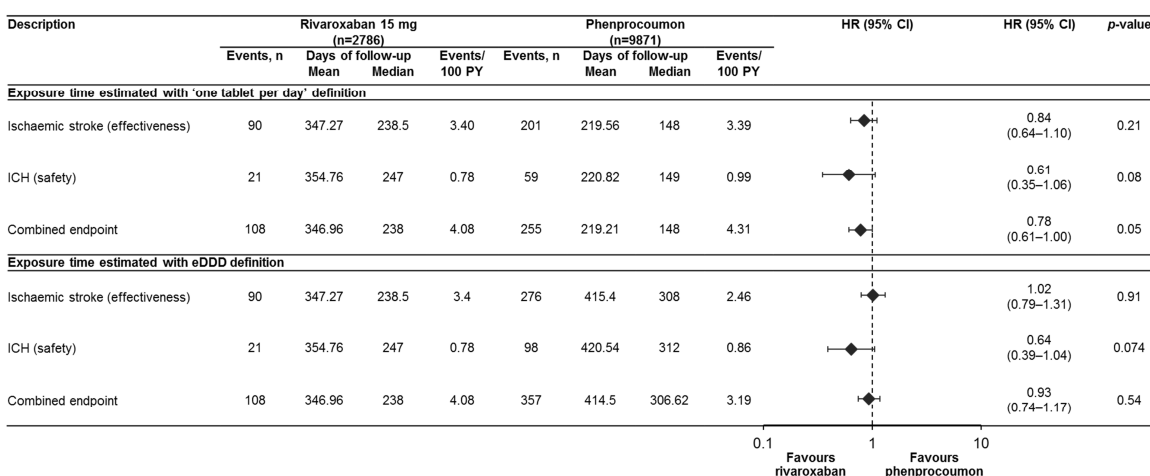 Description Rivaroxaban 15 mg Phenprocoumon HR (95% CI) HR (95% CI) p-value
(n=2786) (n=9871)
Events, n Days of follow-up Events/ Events, n Days of follow-up Events/
Mean Median 100 PY Mean Median 100 PY
Exposure time estimated with ‘one tablet per day’ definition
Ischaemic stroke (effectiveness) 90 347.27 238.5 3.40 201 219.56 148 3.39 0.84 0.21
(0.64–1.10)
ICH (safety) 21 354.76 247 0.78 59 220.82 149 0.99 0.61 0.08
(0.35–1.06)
Combined endpoint 108 346.96 238 4.08 255 219.21 148 4.31 0.78 0.05
(0.61–1.00)
Exposure time estimated with eDDD definition
Ischaemic stroke (effectiveness) 90 347.27 238.5 3.4 276 415.4 308 2.46 1.02 0.91
(0.79–1.31)
ICH (safety) 21 354.76 247 0.78 98 420.54 312 0.86 0.64 0.074
(0.39–1.04)
Combined endpoint 108 346.96 238 4.08 357 414.5 306.62 3.19 0.93 0.54
(0.74–1.17)
0.1 1 10
Favours Favours
rivaroxaban phenprocoumon